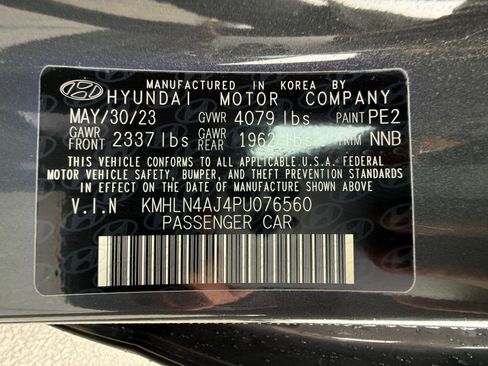 MANUFACTURED IN KOREA BY
HYUNDAI MOTOR COMPANY
MAY/30/23 GVWR 4079 lbs PAINT PE2
GAWR FRONT 2337 lbs GAWR REAR 1962 lbs TRIM NNB
THIS VEHICLE CONFORMS TO ALL APPLICABLE U.S.A. FEDERAL
MOTOR VEHICLE SAFETY, BUMPER, AND THEFT PREVENTION STANDARDS
IN EFFECT ON THE DATE OF MANUFACTURE SHOWN ABOVE
V.I.N KMHLN4AJ4PU076560
PASSENGER CAR